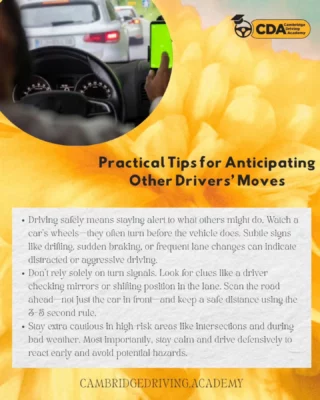 CDA Cambridge
Driving
Academy
Practical Tips for Anticipating
Other Drivers' Moves
• Driving safely means staying alert to what others might do. Watch a
car's wheels—they often turn before the vehicle does. Subtle signs
like drifting, sudden braking, or frequent lane changes can indicate
distracted or aggressive driving.
• Don't rely solely on turn signals. Look for clues like a driver
checking mirrors or shifting position in the lane. Scan the road
ahead—not just the car in front—and keep a safe distance using the
second rule.
• Stay extra cautious in high-risk areas like intersections and during
bad weather. Most importantly, stay calm and drive defensively to
react early and avoid potential hazards.
CAMBRIDGEDRIVING.ACADEMY